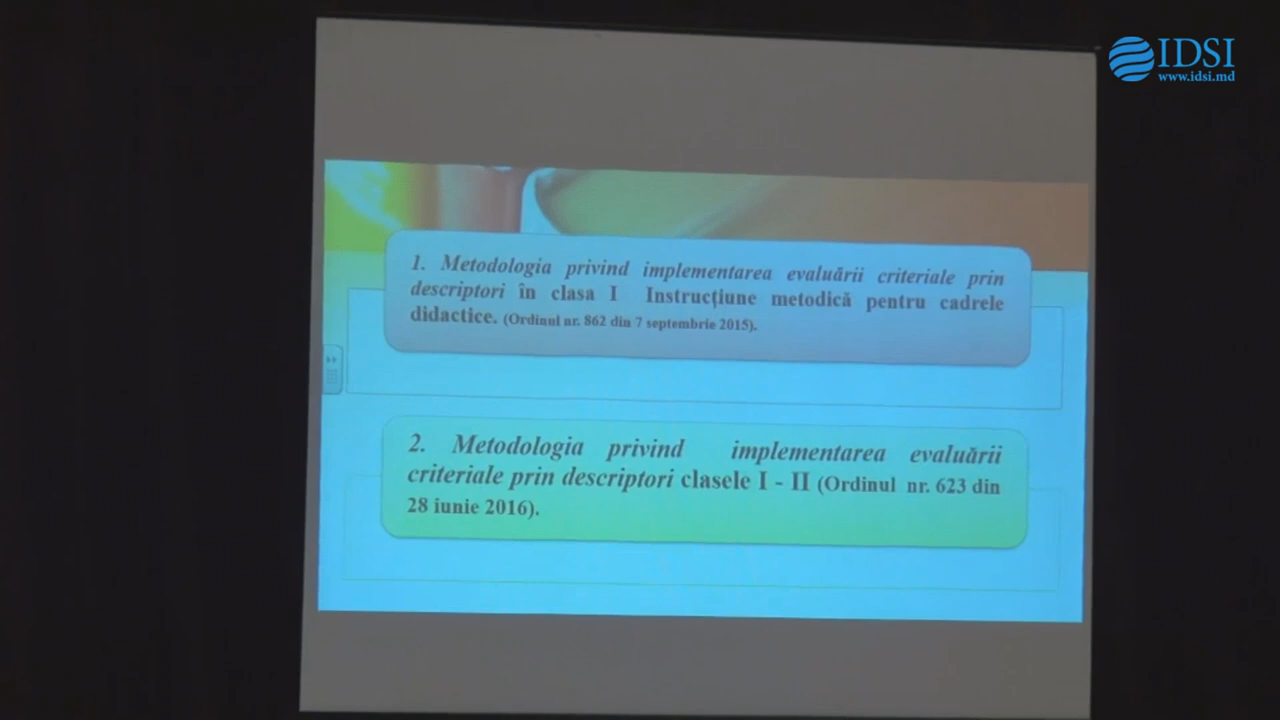 IDSI
www.idsi.md
1. Metodologia privind implementarea evaluării criteriale prin
descriptori în clasa I Instrucțiune metodică pentru cadrele
didactice. (Ordinul nr. 862 din 7 septembrie 2015).
2. Metodologia privind implementarea evaluării
criteriale prin descriptori clasele I - II (Ordinul nr. 623 din
28 iunie 2016).